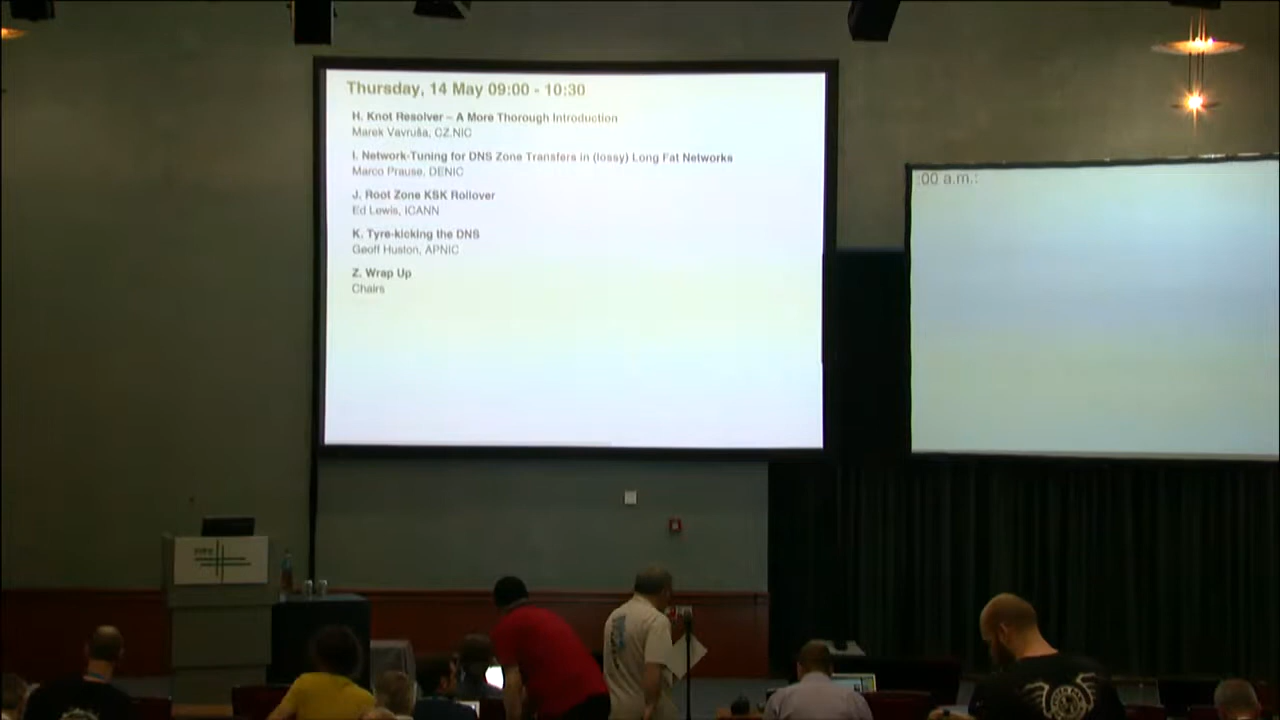 Thursday, 14 May 09:00 - 10:30
H. Knot Resolver – A More Thorough Introduction
Marek Vavruša, CZ.NIC
I. Network-Tuning for DNS Zone Transfers in (lossy) Long Fat Networks
Marco Prause, DENIC
J. Root Zone KSK Rollover
Ed Lewis, ICANN
K. Tyre-kicking the DNS
Geoff Huston, APNIC
Z. Wrap Up
Chairs
:00 a.m.:
RIPE